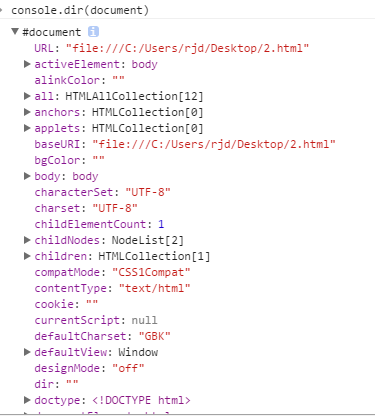 console.dir(document)
#document i
URL: "file:///C:/Users/rjd/Desktop/2.html"
activeElement: body
alinkColor: ""
all: HTMLAllCollection[12]
anchors: HTMLCollection[0]
applets: HTMLCollection[0]
baseURI: "file:///C:/Users/rjd/Desktop/2.html"
bgColor: ""
body: body
characterSet: "UTF-8"
charset: "UTF-8"
childElementCount: 1
childNodes: NodeList[2]
children: HTMLCollection[1]
compatMode: "CSS1Compat"
contentType: "text/html"
cookie: ""
currentScript: null
defaultCharset: "GBK"
defaultView: Window
designMode: "off"
dir: ""
doctype: <!DOCTYPE html>